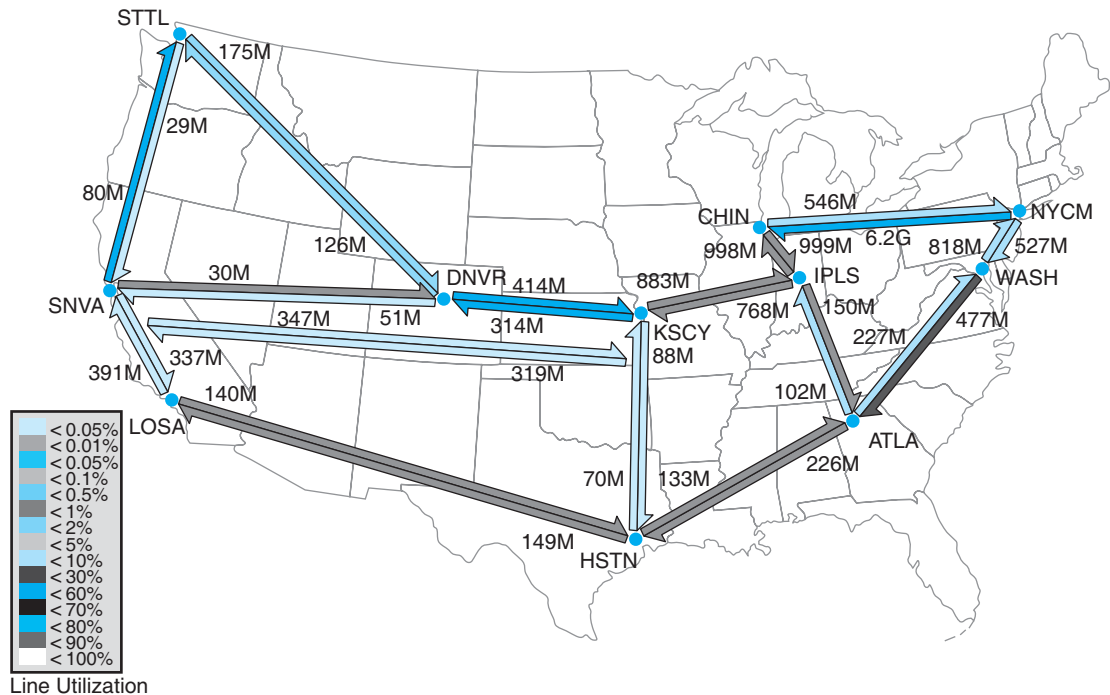 STTL
175M
29M
80M
126M
30M
SNVA
347M
51M
DNVR
414M
314M
337M
391M
319M
140M
LOSA
149M
HSTN
70M
88M
133M
226M
KSCY
883M
768M
CHIN
998M
999M
IPLS
546M
6.2G
NYCM
818M
527M
WASH
150M
227M
477M
102M
ATLA
< 0.05%
< 0.01%
< 0.05%
< 0.1%
< 0.5%
< 1%
< 2%
< 5%
< 10%
< 30%
< 60%
< 70%
< 80%
< 90%
< 100%
Line Utilization